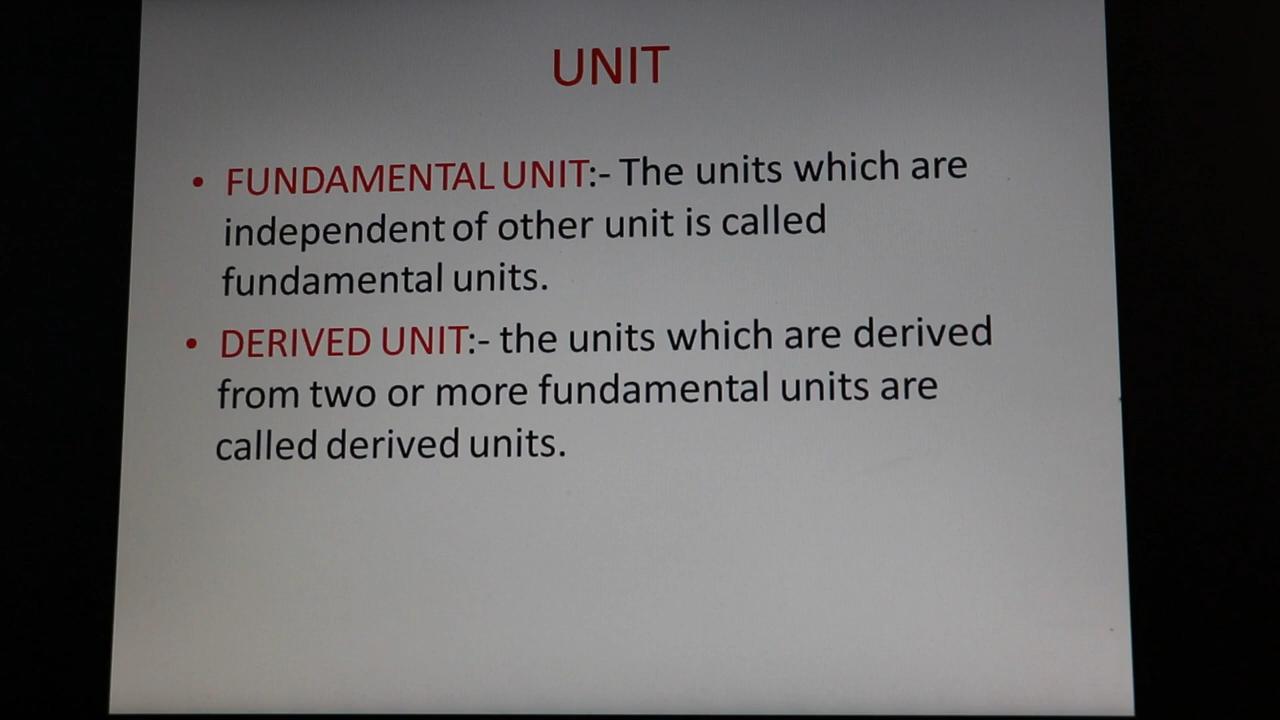 UNIT
• FUNDAMENTAL UNIT:- The units which are
independent of other unit is called
fundamental units.
• DERIVED UNIT:- the units which are derived
from two or more fundamental units are
called derived units.